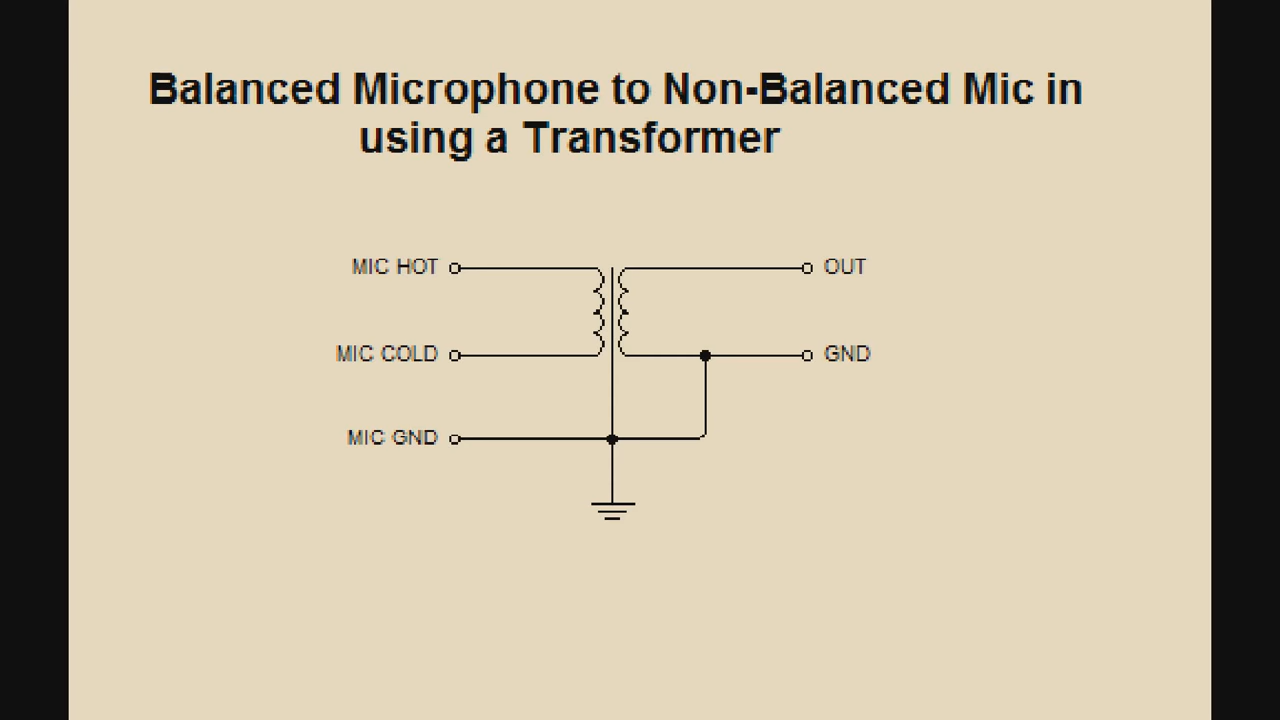 Balanced Microphone to Non-Balanced Mic in
using a Transformer
MIC HOT
OUT
MIC COLD
GND
MIC GND